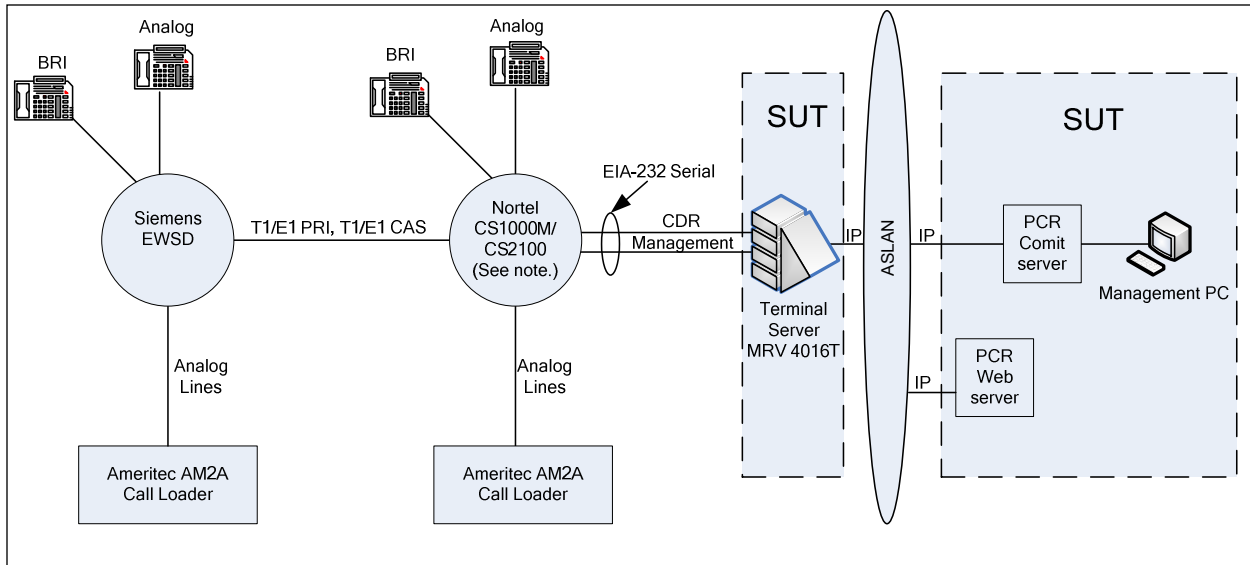 BRI
Analog
BRI
Analog
Siemens
EWSD
T1/E1 PRI, T1/E1 CAS
Nortel
CS1000M/
CS2100
(See note.)
EIA-232 Serial
CDR
Management
SUT
Terminal
Server
MRV 4016T
IP
ASLAN
IP
SUT
PCR
Comit
server
Management PC
IP
PCR
Web
server
Analog
Lines
Analog
Lines
Ameritec AM2A
Call Loader
Ameritec AM2A
Call Loader